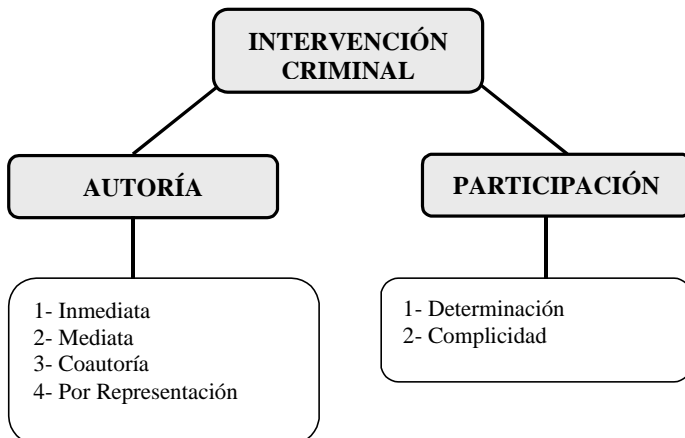 INTERVENCIÓN
CRIMINAL
AUTORÍA
PARTICIPACIÓN
1- Inmediata
2- Mediata
3- Coautoría
4- Por Representación
1- Determinación
2- Complicidad